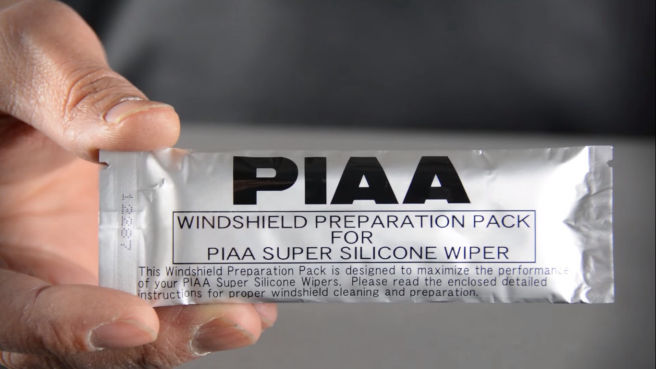 PIAA
WINDSHIELD PREPARATION PACK
FOR
PIAA SUPER SILICONE WIPER
This Windshield Preparation Pack is designed to maximize the performance
of your PIAA Super Silicone Wipers. Please read the enclosed detailed
instructions for proper windshield cleaning and preparation.